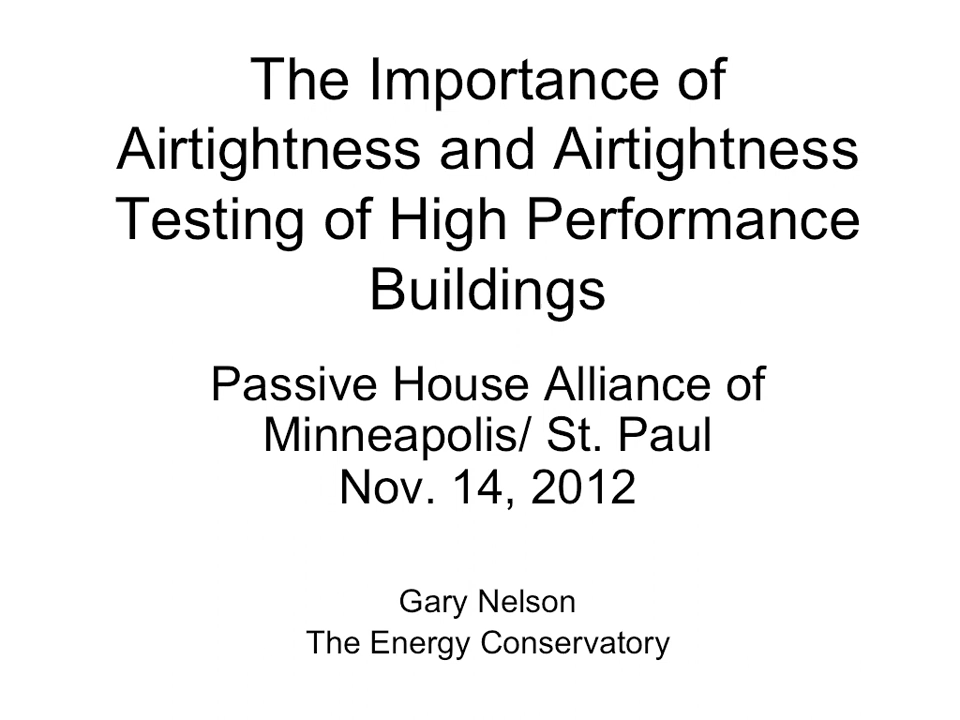 The Importance of
Airtightness and Airtightness
Testing of High Performance
Buildings
Passive House Alliance of
Minneapolis/ St. Paul
Nov. 14, 2012
Gary Nelson
The Energy Conservatory